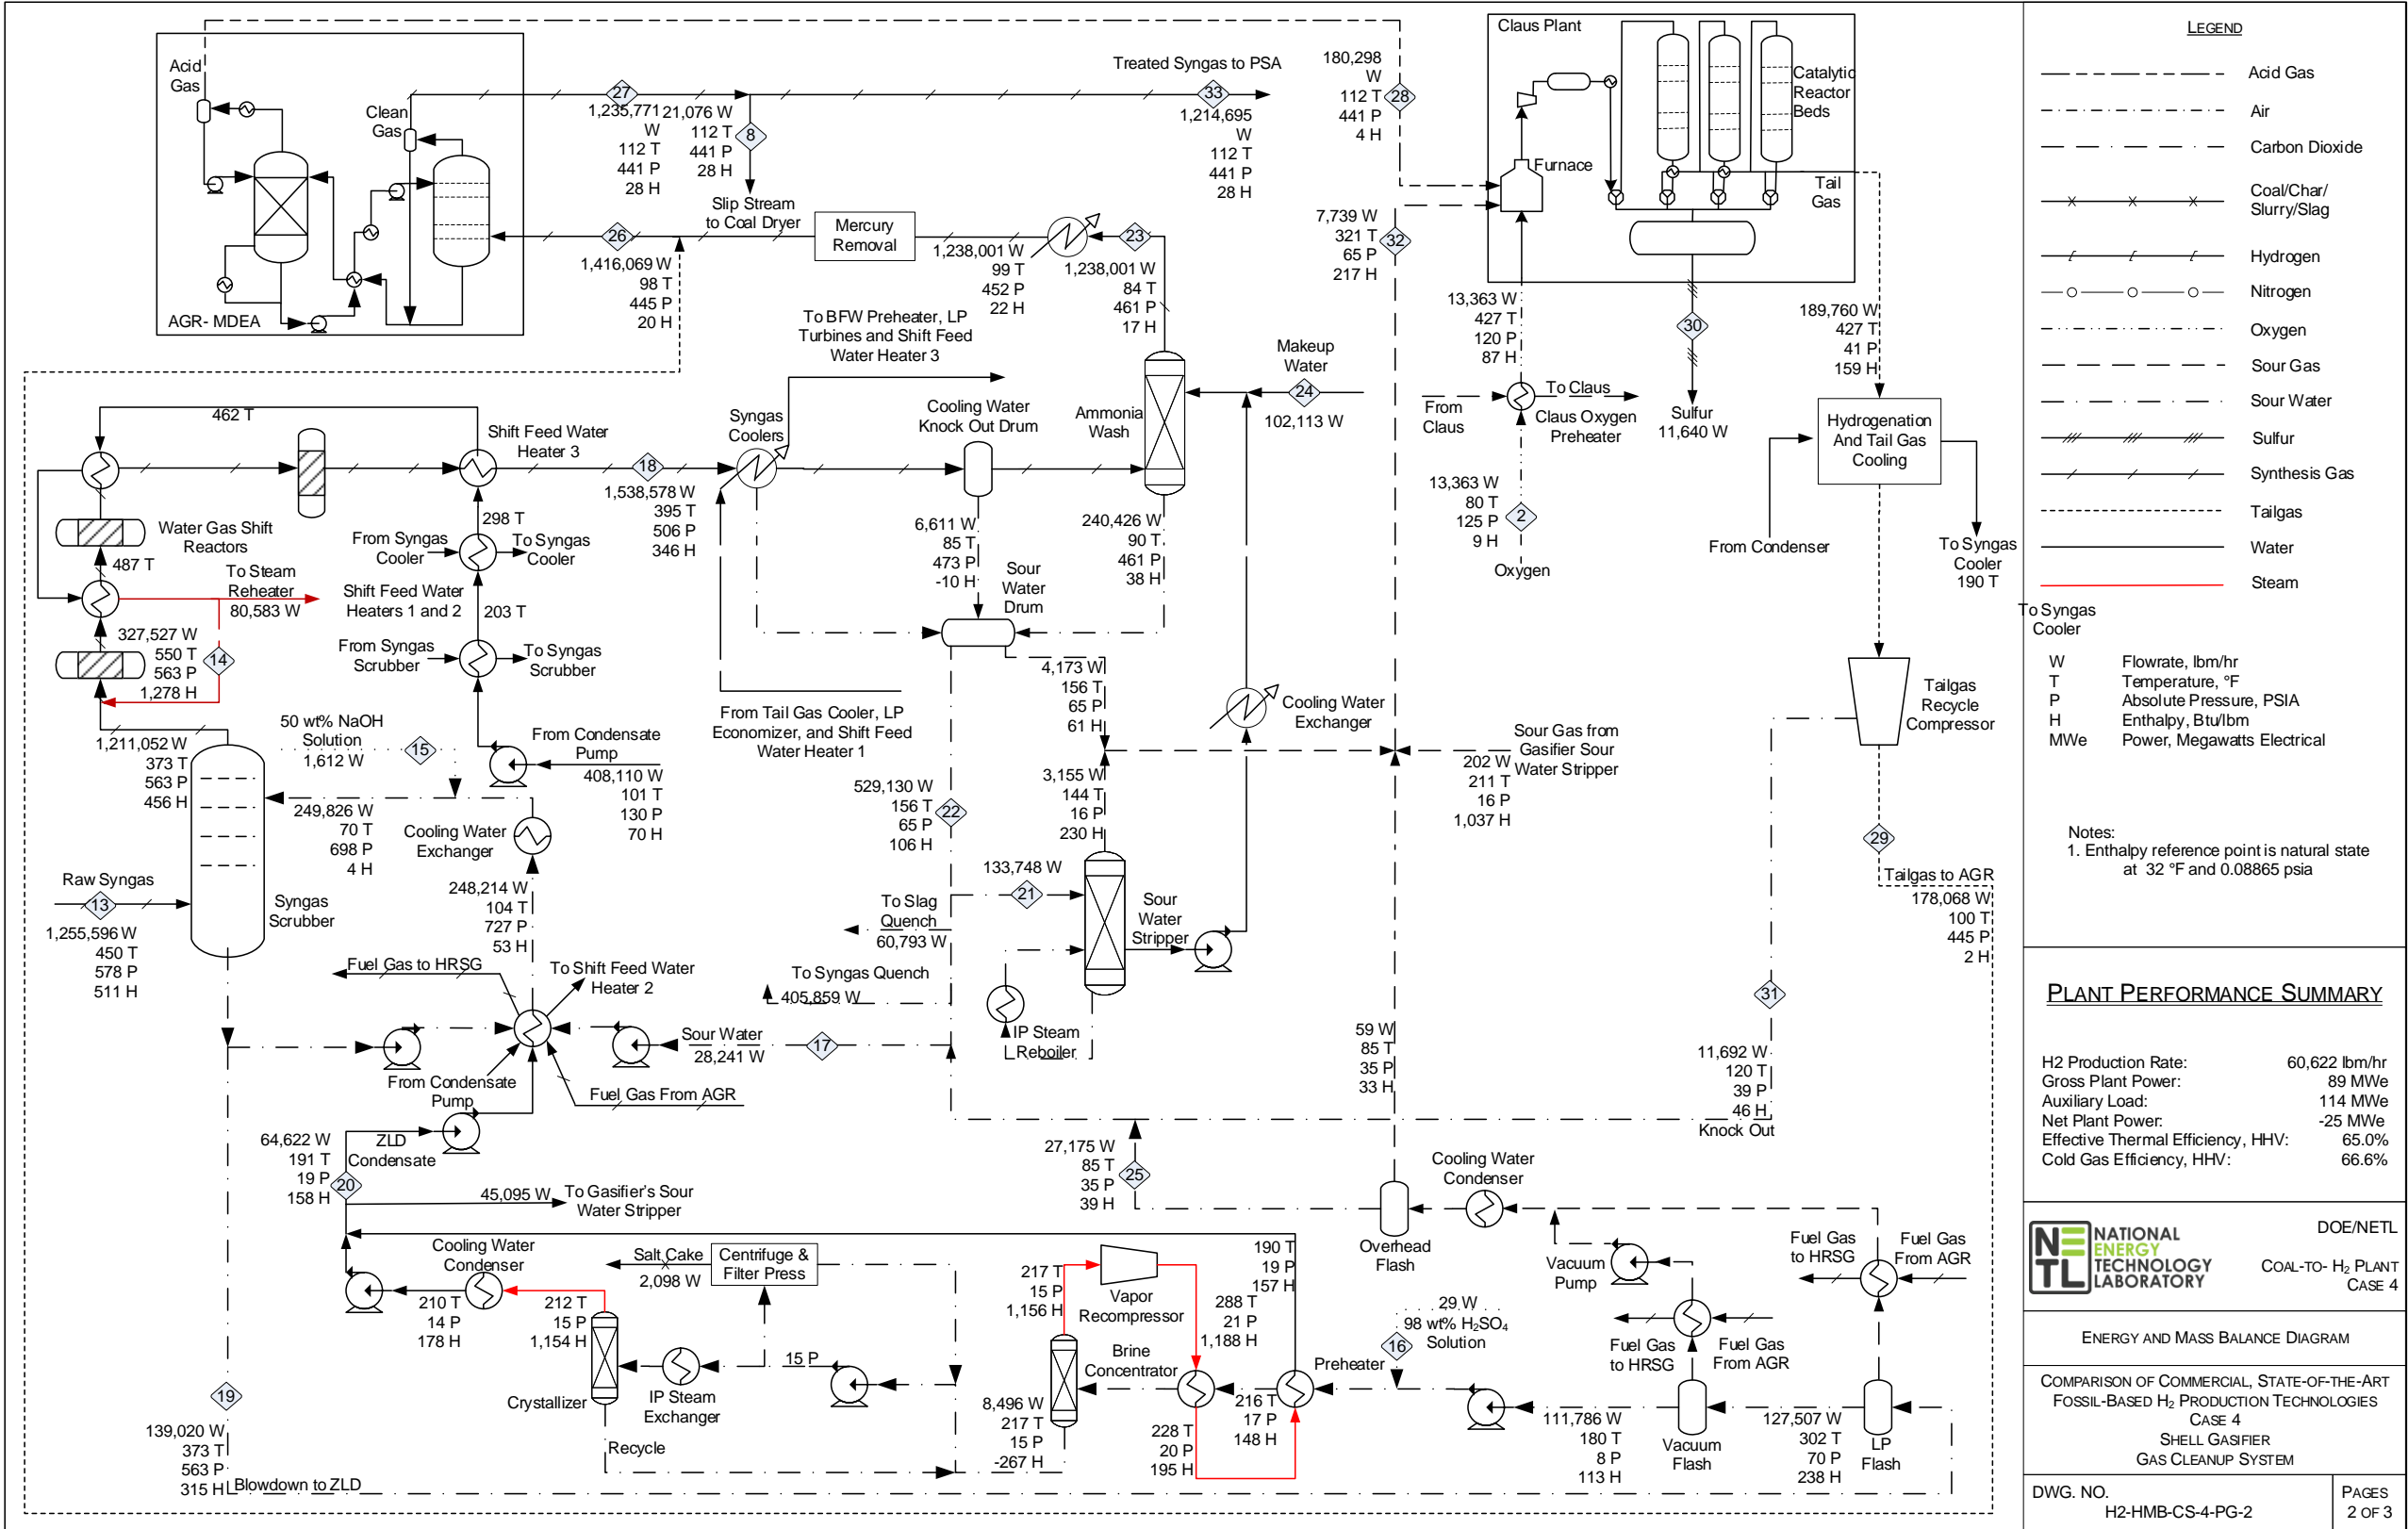 Acid
Gas
Clean
Gas
AGR- MDEA
27
1,235,771
W
112 T
441 P
28 H
21,076 W
112 T
441 P
28 H
8
Slip Stream
to Coal Dryer
Treated Syngas to PSA
33
1,214,695
W
112 T
441 P
28 H
26
1,416,069 W
98 T
445 P
20 H
Mercury
Removal
1,238,001 W
99 T
452 P
22 H
23
1,238,001 W
84 T
461 P
17 H
180,298
W
112 T
441 P
4 H
28
7,739 W
321 T
65 P
217 H
32
Claus Plant
Catalytic
Reactor
Beds
Furnace
Tail
Gas
13,363 W
427 T
120 P
87 H
30
Sulfur
11,640 W
189,760 W
427 T
41 P
159 H
From
Claus
To Claus
Claus Oxygen
Preheater
13,363 W
80 T
125 P
9 H
2
Oxygen
Hydrogenation
And Tail Gas
Cooling
From Condenser
To Syngas
Cooler
190 T
To Syngas
Cooler
Tailgas
Recycle
Compressor
29
Tailgas to AGR
178,068 W
100 T
445 P
2 H
31
11,692 W
120 T
39 P
46 H
Knock Out
To BFW Preheater, LP
Turbines and Shift Feed
Water Heater 3
Makeup
Water
24
102,113 W
462 T
Shift Feed Water
Heater 3
18
1,538,578 W
395 T
506 P
346 H
Syngas
Coolers
Cooling Water
Knock Out Drum
Ammonia
Wash
6,611 W
85 T
473 P
-10 H
240,426 W
90 T
461 P
38 H
Sour
Water
Drum
Water Gas Shift
Reactors
487 T
To Steam
Reheater
80,583 W
327,527 W
550 T
563 P
1,278 H
14
298 T
From Syngas
Cooler
To Syngas
Cooler
Shift Feed Water
Heaters 1 and 2
203 T
From Syngas
Scrubber
To Syngas
Scrubber
4,173 W
156 T
65 P
61 H
Cooling Water
Exchanger
From Tail Gas Cooler, LP
Economizer, and Shift Feed
Water Heater 1
1,211,052 W
373 T
563 P
456 H
50 wt% NaOH
Solution
1,612 W
15
From Condensate
Pump
408,110 W
101 T
130 P
70 H
249,826 W
70 T
698 P
4 H
Cooling Water
Exchanger
Raw Syngas
13
1,255,596 W
450 T
578 P
511 H
Syngas
Scrubber
248,214 W
104 T
727 P
53 H
529,130 W
156 T
65 P
106 H
22
3,155 W
144 T
16 P
230 H
Sour Gas from
Gasifier Sour
Water Stripper
202 W
211 T
16 P
1,037 H
133,748 W
21
To Slag
Quench
60,793 W
Sour
Water
Stripper
To Syngas Quench
405,859 W
IP Steam
Reboiler
Fuel Gas to HRSG
To Shift Feed Water
Heater 2
Sour Water
28,241 W
17
From Condensate
Pump
Fuel Gas From AGR
64,622 W
191 T
19 P
158 H
ZLD
Condensate
20
45,095 W
To Gasifier's Sour
Water Stripper
59 W
85 T
35 P
33 H
27,175 W
85 T
35 P
39 H
25
Overhead
Flash
Cooling Water
Condenser
Vacuum
Pump
Fuel Gas
to HRSG
Fuel Gas
From AGR
Fuel Gas
to HRSG
Fuel Gas
From AGR
Cooling Water
Condenser
210 T
14 P
178 H
212 T
15 P
1,154 H
Crystallizer
Salt Cake
2,098 W
Centrifuge &
Filter Press
IP Steam
Exchanger
15 P
Recycle
217 T
15 P
1,156 H
Vapor
Recompressor
Brine
Concentrator
8,496 W
217 T
15 P
-267 H
288 T
21 P
1,188 H
190 T
19 P
157 H
228 T
20 P
195 H
216 T
17 P
148 H
Preheater
29 W
98 wt% H₂SO₄
Solution
16
111,786 W
180 T
8 P
113 H
Vacuum
Flash
127,507 W
302 T
70 P
238 H
LP
Flash
19
139,020 W
373 T
563 P
315 H
Blowdown to ZLD
LEGEND
Acid Gas
Air
Carbon Dioxide
Coal/Char/
Slurry/Slag
Hydrogen
Nitrogen
Oxygen
Sour Gas
Sour Water
Sulfur
Synthesis Gas
Tailgas
Water
Steam
W Flowrate, lbm/hr
T Temperature, °F
P Absolute Pressure, PSIA
H Enthalpy, Btu/lbm
MWe Power, Megawatts Electrical
Notes:
1. Enthalpy reference point is natural state
at 32 °F and 0.08865 psia
PLANT PERFORMANCE SUMMARY
H2 Production Rate: 60,622 lbm/hr
Gross Plant Power: 89 MWe
Auxiliary Load: 114 MWe
Net Plant Power: -25 MWe
Effective Thermal Efficiency, HHV: 65.0%
Cold Gas Efficiency, HHV: 66.6%
NETL
NATIONAL
ENERGY
TECHNOLOGY
LABORATORY
DOE/NETL
COAL-TO- H₂ PLANT
CASE 4
ENERGY AND MASS BALANCE DIAGRAM
COMPARISON OF COMMERCIAL, STATE-OF-THE-ART
FOSSIL-BASED H₂ PRODUCTION TECHNOLOGIES
CASE 4
SHELL GASIFIER
GAS CLEANUP SYSTEM
DWG. NO.
H2-HMB-CS-4-PG-2
PAGES
2 OF 3